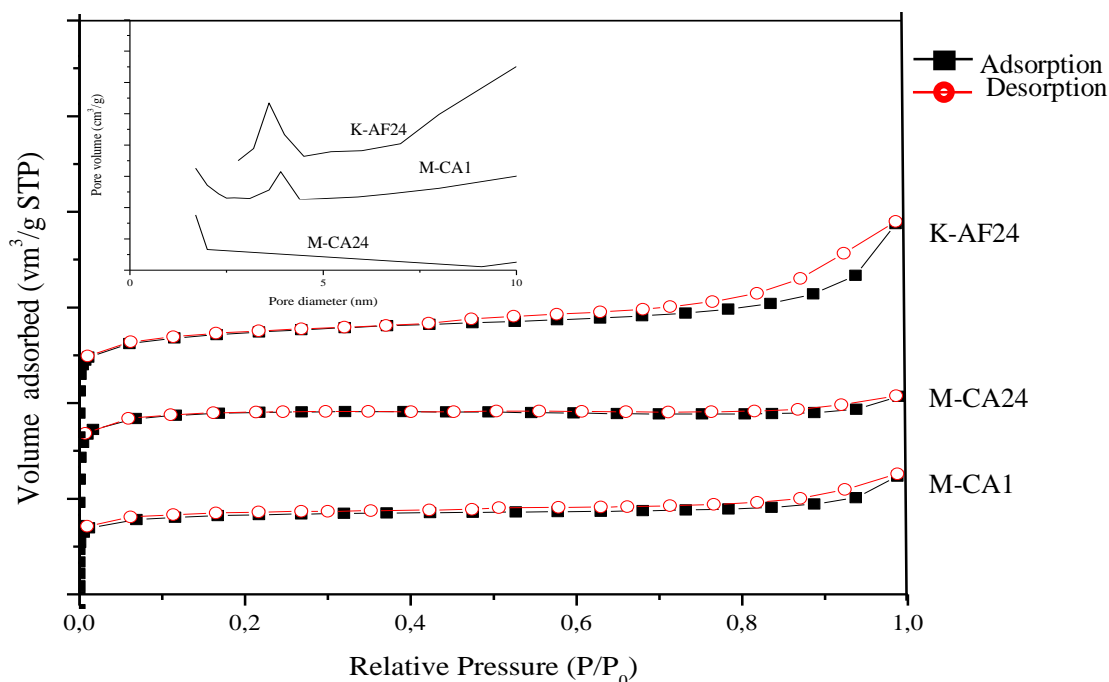 Adsorption
Desorption
K-AF24
M-CA1
M-CA24
Pore volume (cm³/g)
0
5
10
Pore diameter (nm)
K-AF24
M-CA24
M-CA1
Volume adsorbed (vm³/g STP)
0,0
0,2
0,4
0,6
0,8
1,0
Relative Pressure (P/P₀)